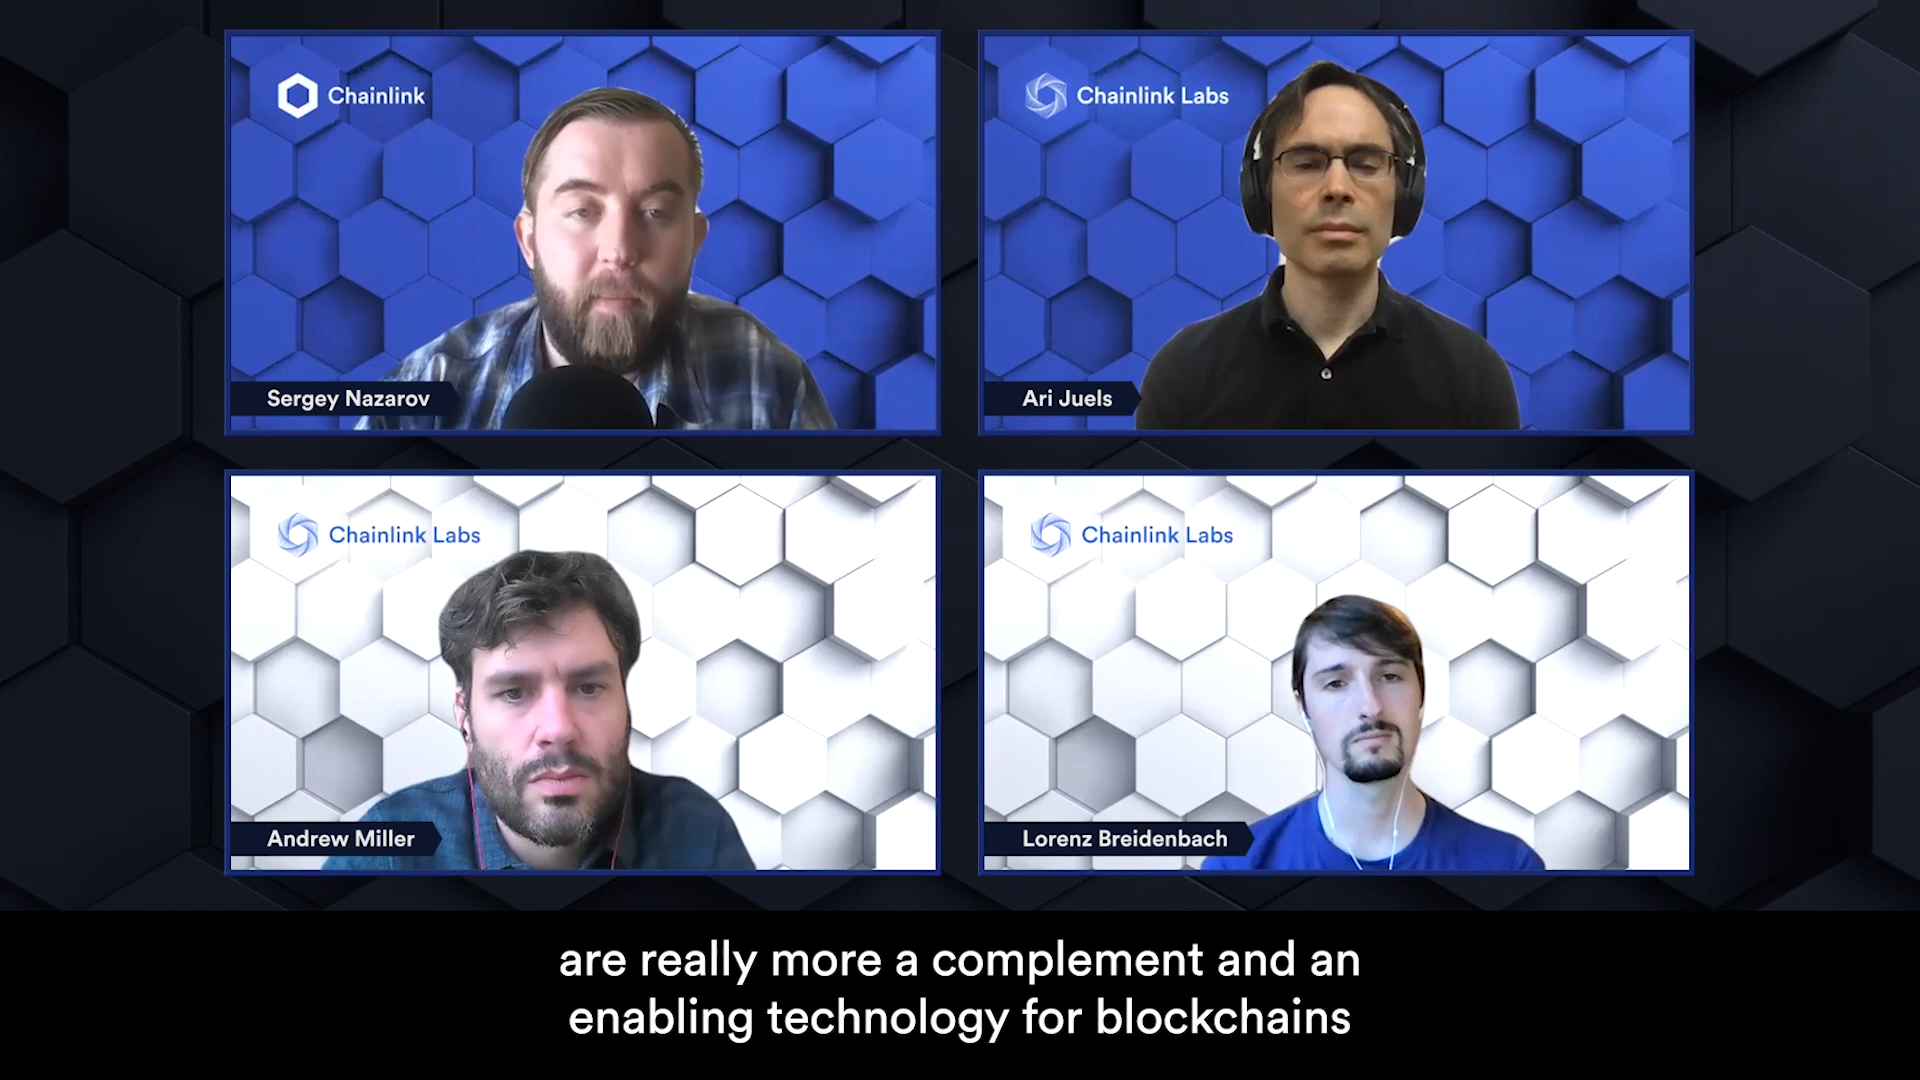 Chainlink
Chainlink Labs
Sergey Nazarov
Ari Juels
Chainlink Labs
Chainlink Labs
Andrew Miller
Lorenz Breidenbach
are really more a complement and an
enabling technology for blockchains